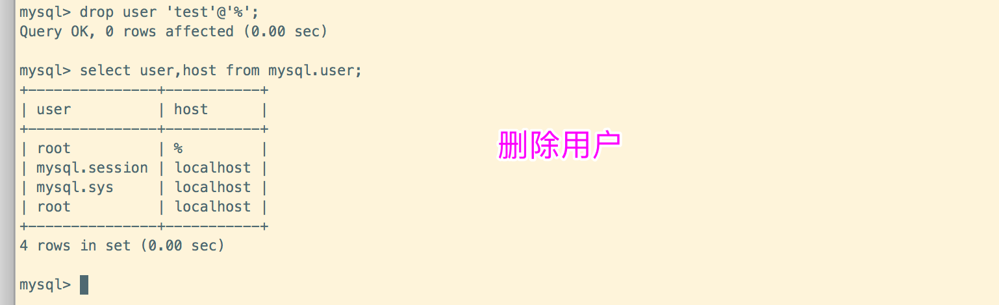 mysql> drop user 'test'@'%';
Query OK, 0 rows affected (0.00 sec)
mysql> select user,host from mysql.user;
+---------------+-----------+
| user          | host      |
+---------------+-----------+
| root          | %         |
| mysql.session | localhost |
| mysql.sys     | localhost |
| root          | localhost |
+---------------+-----------+
4 rows in set (0.00 sec)
mysql>
删除用户